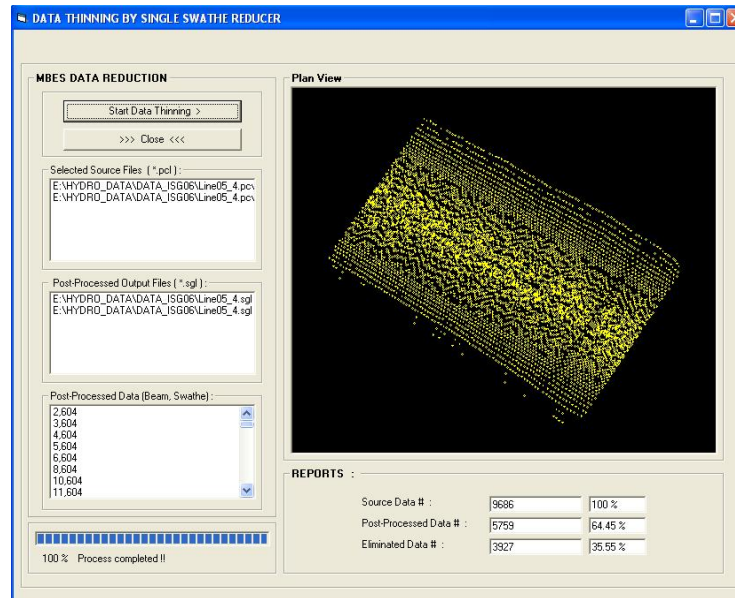 DATA THINNING BY SINGLE SWATHE REDUCER
MBES DATA REDUCTION
Start Data Thinning >
>>> Close <<<
Selected Source Files ( *.pcl ) :
E:\HYDRO_DATA\DATA_ISG06\Line05_4.pcv
E:\HYDRO_DATA\DATA_ISG06\Line05_4.pcv
Post-Processed Output Files ( *.sgl ) :
E:\HYDRO_DATA\DATA_ISG06\Line05_4.sgl
E:\HYDRO_DATA\DATA_ISG06\Line05_4.sgl
Post-Processed Data (Beam, Swathe) :
2,604
3,604
4,604
5,604
6,604
8,604
10,604
11,604
100 % Process completed !!
Plan View
REPORTS :
Source Data # : 9686 100 %
Post-Processed Data # : 5759 64.45 %
Eliminated Data # : 3927 35.55 %